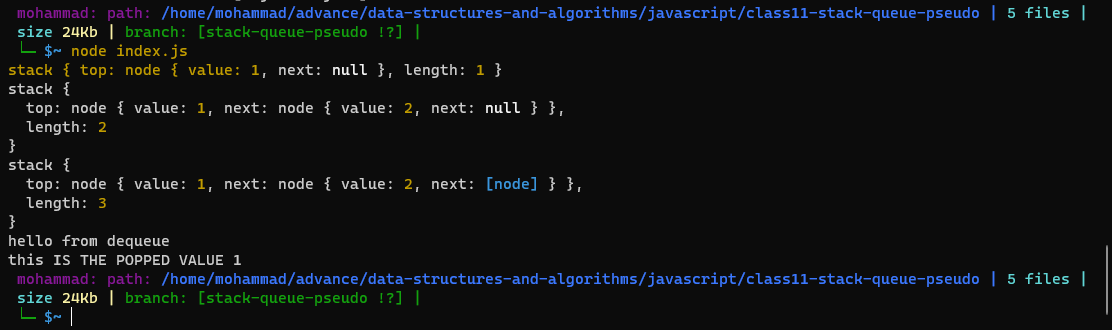 mohammad: path: /home/mohammad/advance/data-structures-and-algorithms/javascript/class11-stack-queue-pseudo | 5 files |
size 24Kb | branch: [stack-queue-pseudo !?] |
└─ $~ node index.js
stack { top: node { value: 1, next: null }, length: 1 }
stack {
  top: node { value: 1, next: node { value: 2, next: null } },
  length: 2
}
stack {
  top: node { value: 1, next: node { value: 2, next: [node] } },
  length: 3
}
hello from dequeue
this IS THE POPPED VALUE 1
mohammad: path: /home/mohammad/advance/data-structures-and-algorithms/javascript/class11-stack-queue-pseudo | 5 files |
size 24Kb | branch: [stack-queue-pseudo !?] |
└─ $~